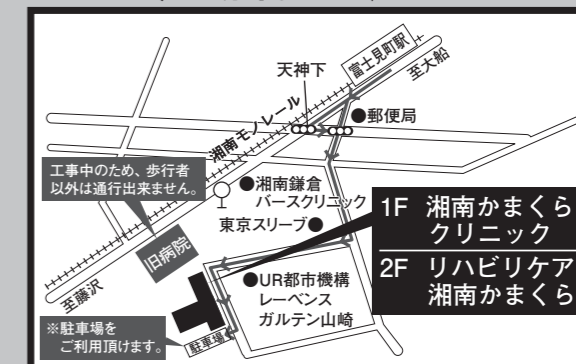 富士見町駅
至大船
天神下
郵便局
湘南モノレール
工事中のため、歩行者
以外は通行出来ません。
湘南鎌倉
バースクリニック
東京スリーブ
旧病院
至藤沢
1F 湘南かまくら
クリニック
2F リハビリケア
湘南かまくら
UR都市機構
レーベンス
ガルテン山崎
※駐車場を
ご利用頂けます。
駐車場